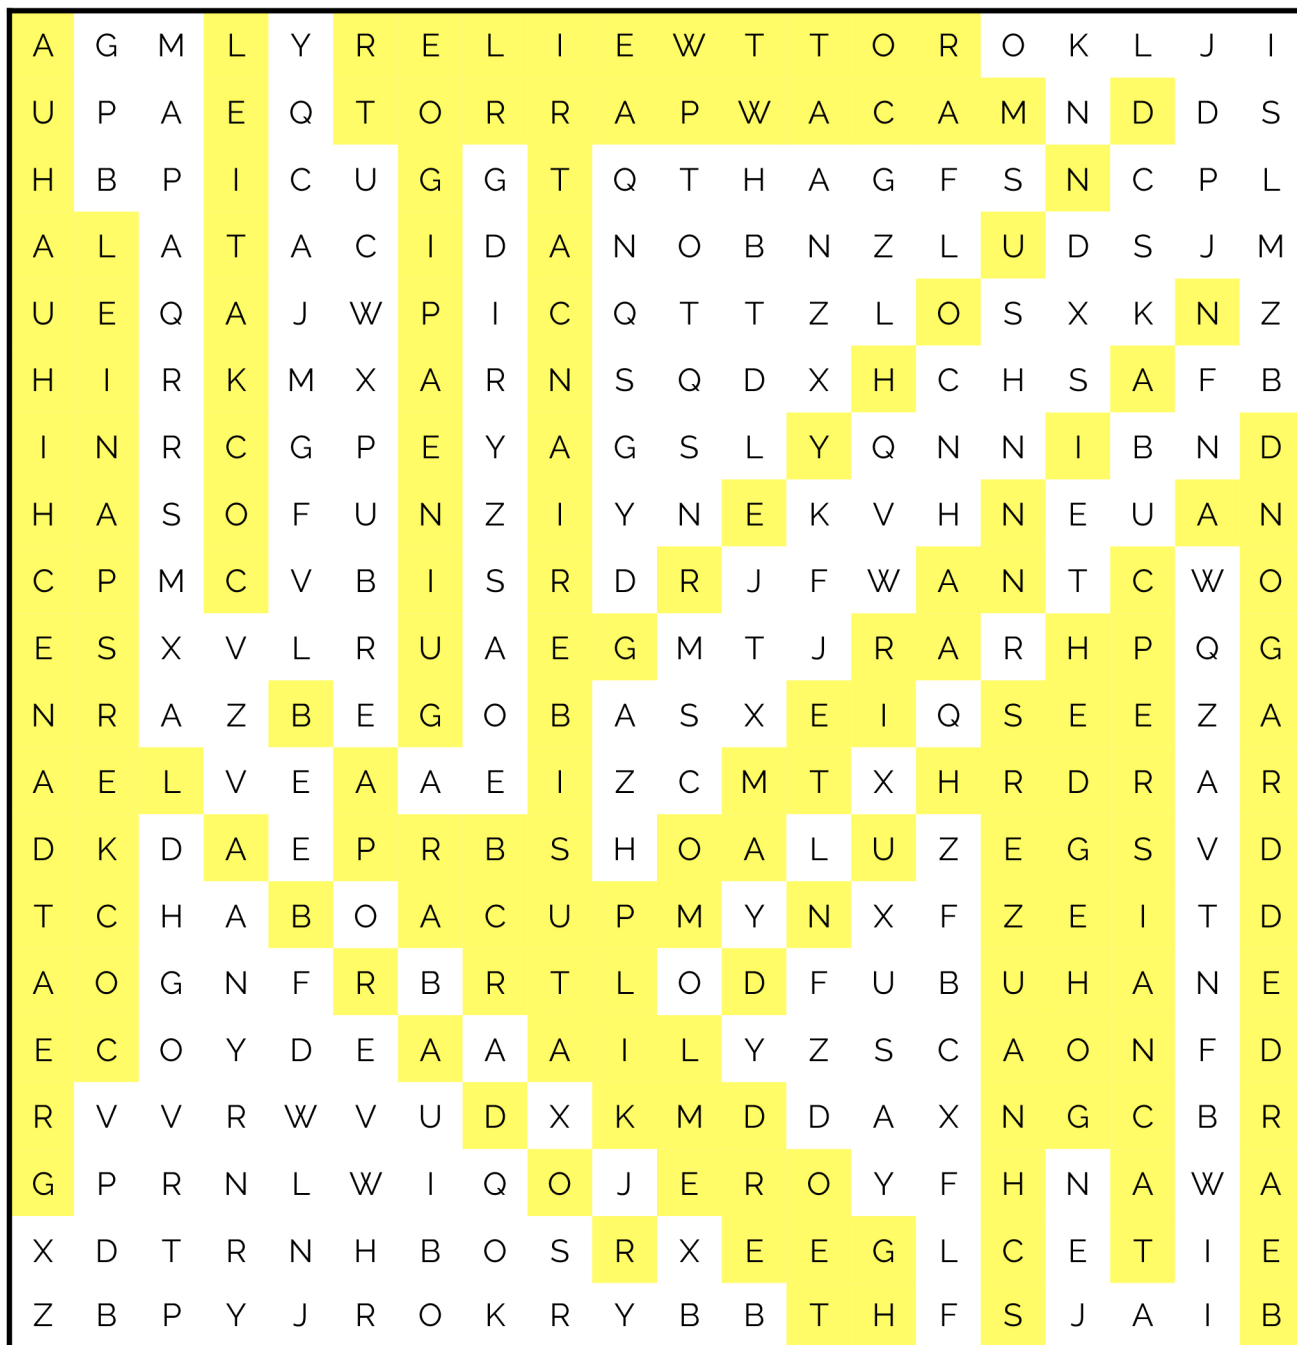 A G M L Y R E L I E W T T O R O K L J I
U P A E Q T O R R A P W A C A M N D D S
H B P I C U G G T Q T H A G F S N C P L
A L A T A C I D A N O B N Z L U D S J M
U E Q A J W P I C Q T T Z L O S X K N Z
H I R K M X A R N S Q D X H C H S A F B
I N R C G P E Y A G S L Y Q N N I B N D
H A S O F U N Z I Y N E K V H N E U A N
C P M C V B I S R D R J F W A N T C W O
E S X V L R U A E G M T J R A R H P Q G
N R A Z B E G O B A S X E I Q S E E Z A
A E L V E A A E I Z C M T X H R D R A R
D K D A E P R B S H O A L U Z E G S V D
T C H A B O A C U P M Y N X F Z E I T D
A O G N F R B R T L O D F U B U H A N E
E C O Y D E A A A I L Y Z S C A O N F D
R V V R W V U D X K M D D A X N G C B R
G P R N L W I Q O J E R O Y F H N A W A
X D T R N H B O S R X E E G L C E T I E
Z B P Y J R O K R Y B B T H F S J A I B